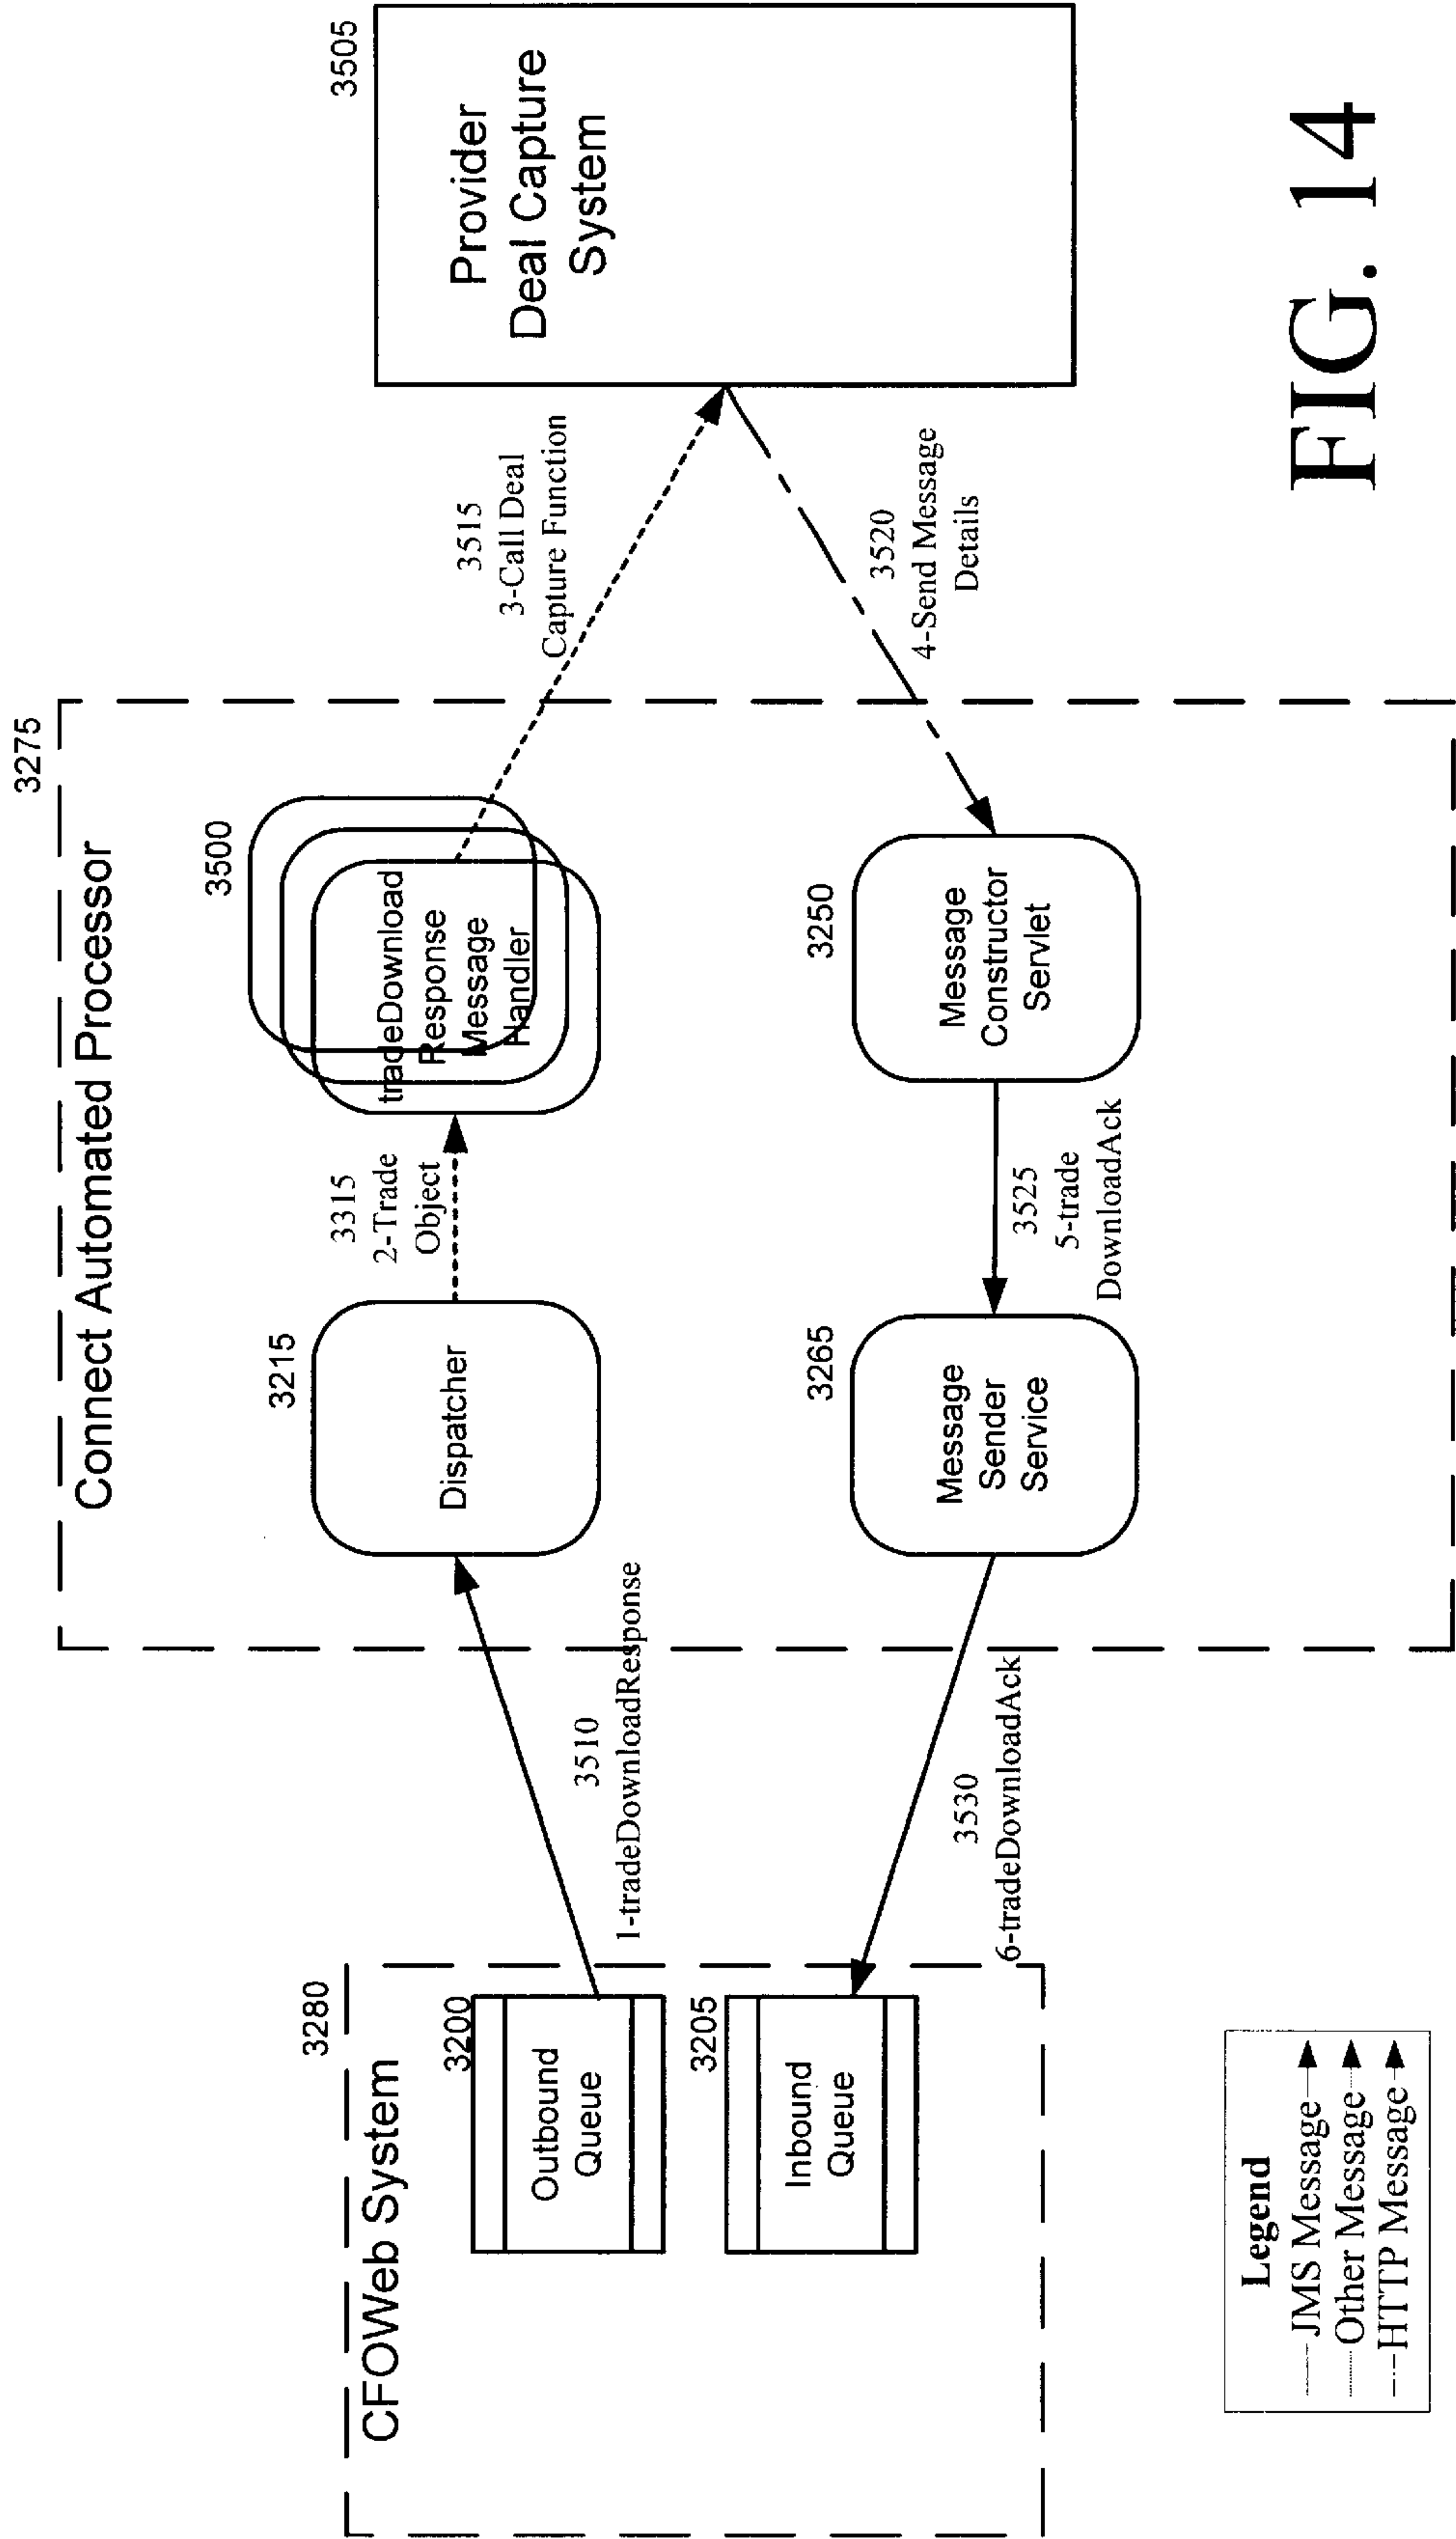 3275
Connect Automated Processor
3280
CFOWeb System
3200
Outbound
Queue
3205
Inbound
Queue
3510
1-tradeDownloadResponse
3215
Dispatcher
3315
2-Trade
Object
3500
tradeDownload
Response
Message
Handler
3515
3-Call Deal
Capture Function
3505
Provider
Deal Capture
System
3520
4-Send Message
Details
3250
Message
Constructor
Servlet
3525
5-trade
DownloadAck
3265
Message
Sender
Service
3530
6-tradeDownloadAck
Legend
JMS Message
Other Message
HTTP Message
FIG. 14